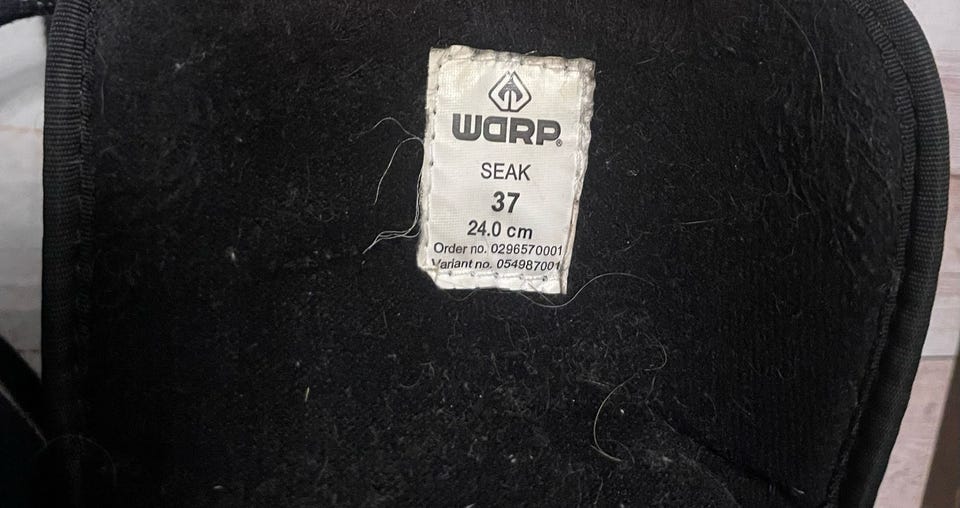 WARP®
SEAK
37
24.0 cm
Order no. 0296570001
Variant no. 054987001